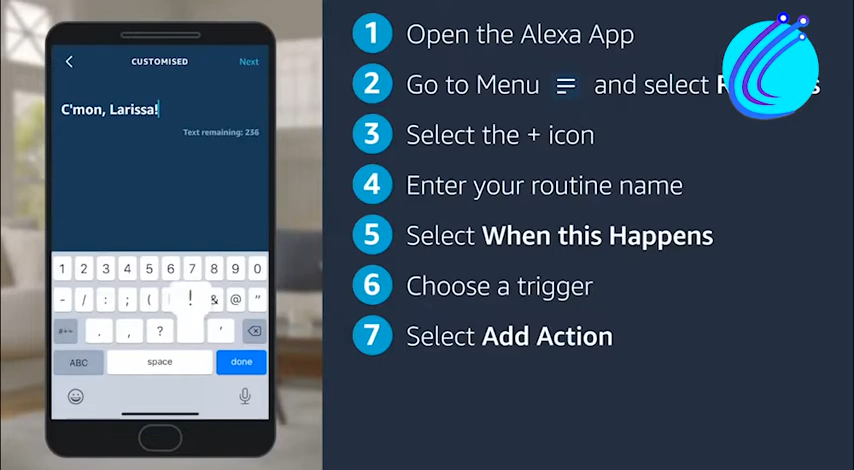 CUSTOMISED
Next
C'mon, Larissa!
Text remaining: 236
1 2 3 4 5 6 7 8 9 0
- / : ; ( ! & @ "
#+= . , ? '
ABC space done
1 Open the Alexa App
2 Go to Menu and select
3 Select the + icon
4 Enter your routine name
5 Select When this Happens
6 Choose a trigger
7 Select Add Action